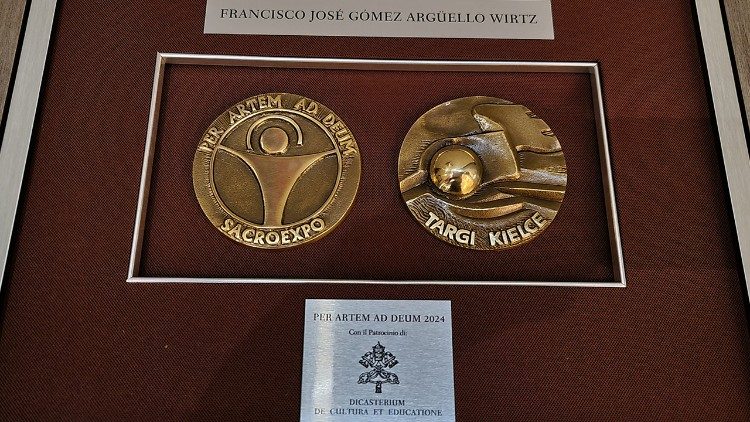 FRANCISCO JOSÉ GÓMEZ ARGÜELLO WIRTZ
PER ARTEM AD DEUM
SACROEXPO
TARGI KIELCE
PER ARTEM AD DEUM 2024
Con il Patrocinio di:
DICASTERIUM
DE CULTURA ET EDUCATIONE